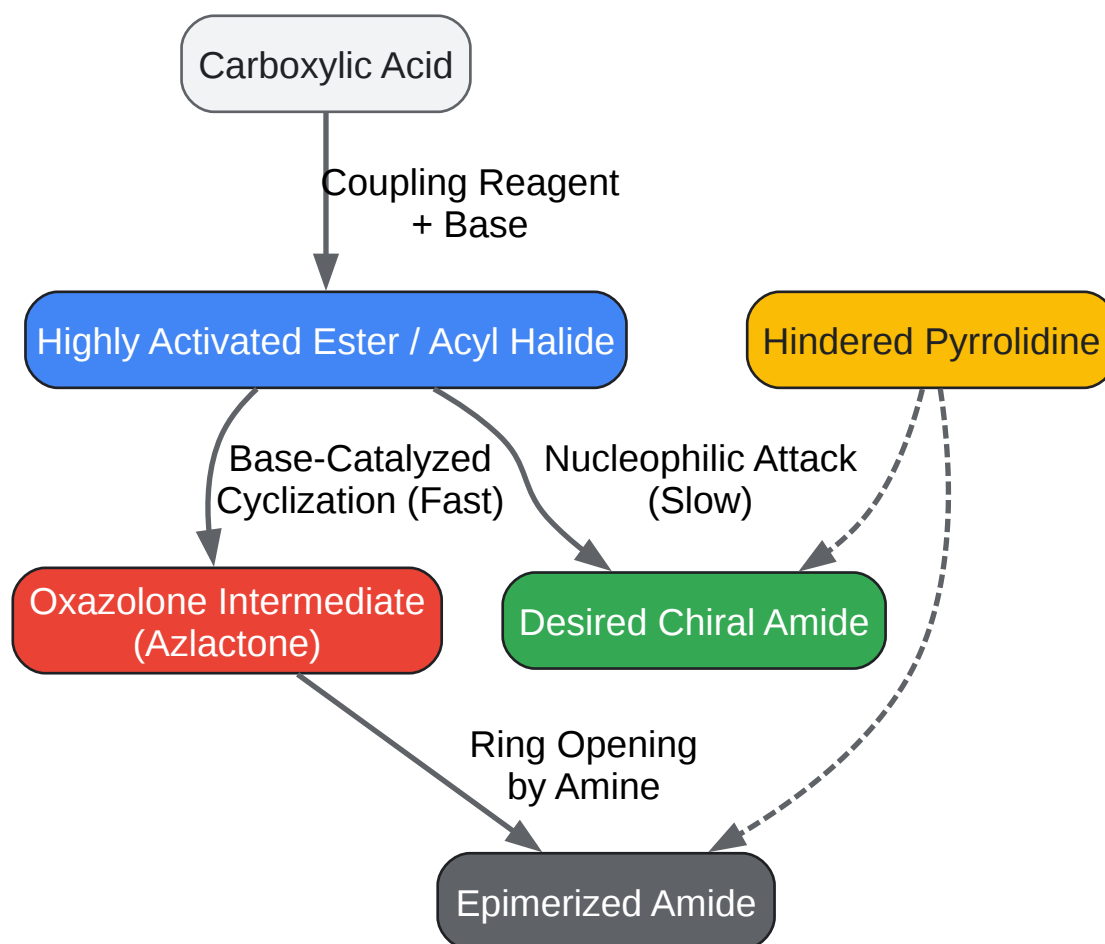 Carboxylic Acid
Coupling Reagent
+ Base
Highly Activated Ester / Acyl Halide
Hindered Pyrrolidine
Base-Catalyzed
Cyclization (Fast)
Nucleophilic Attack
(Slow)
Oxazolone Intermediate
(Azlactone)
Desired Chiral Amide
Ring Opening
by Amine
Epimerized Amide